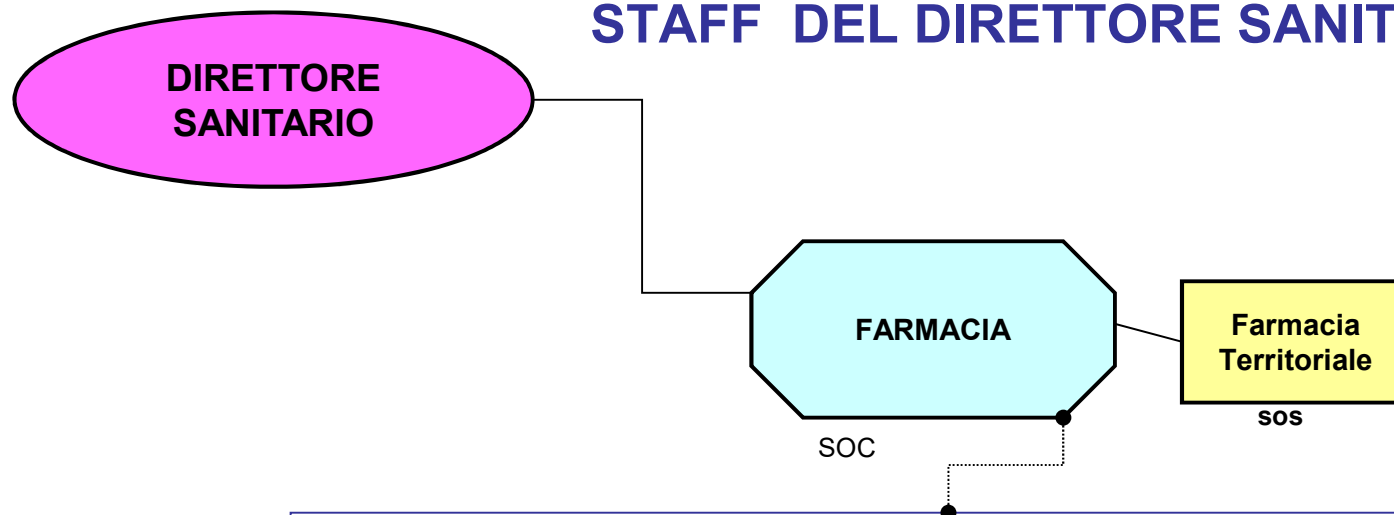 STAFF DEL DIRETTORE SANIT
DIRETTORE
SANITARIO
FARMACIA
Farmacia
Territoriale
sos
SOC